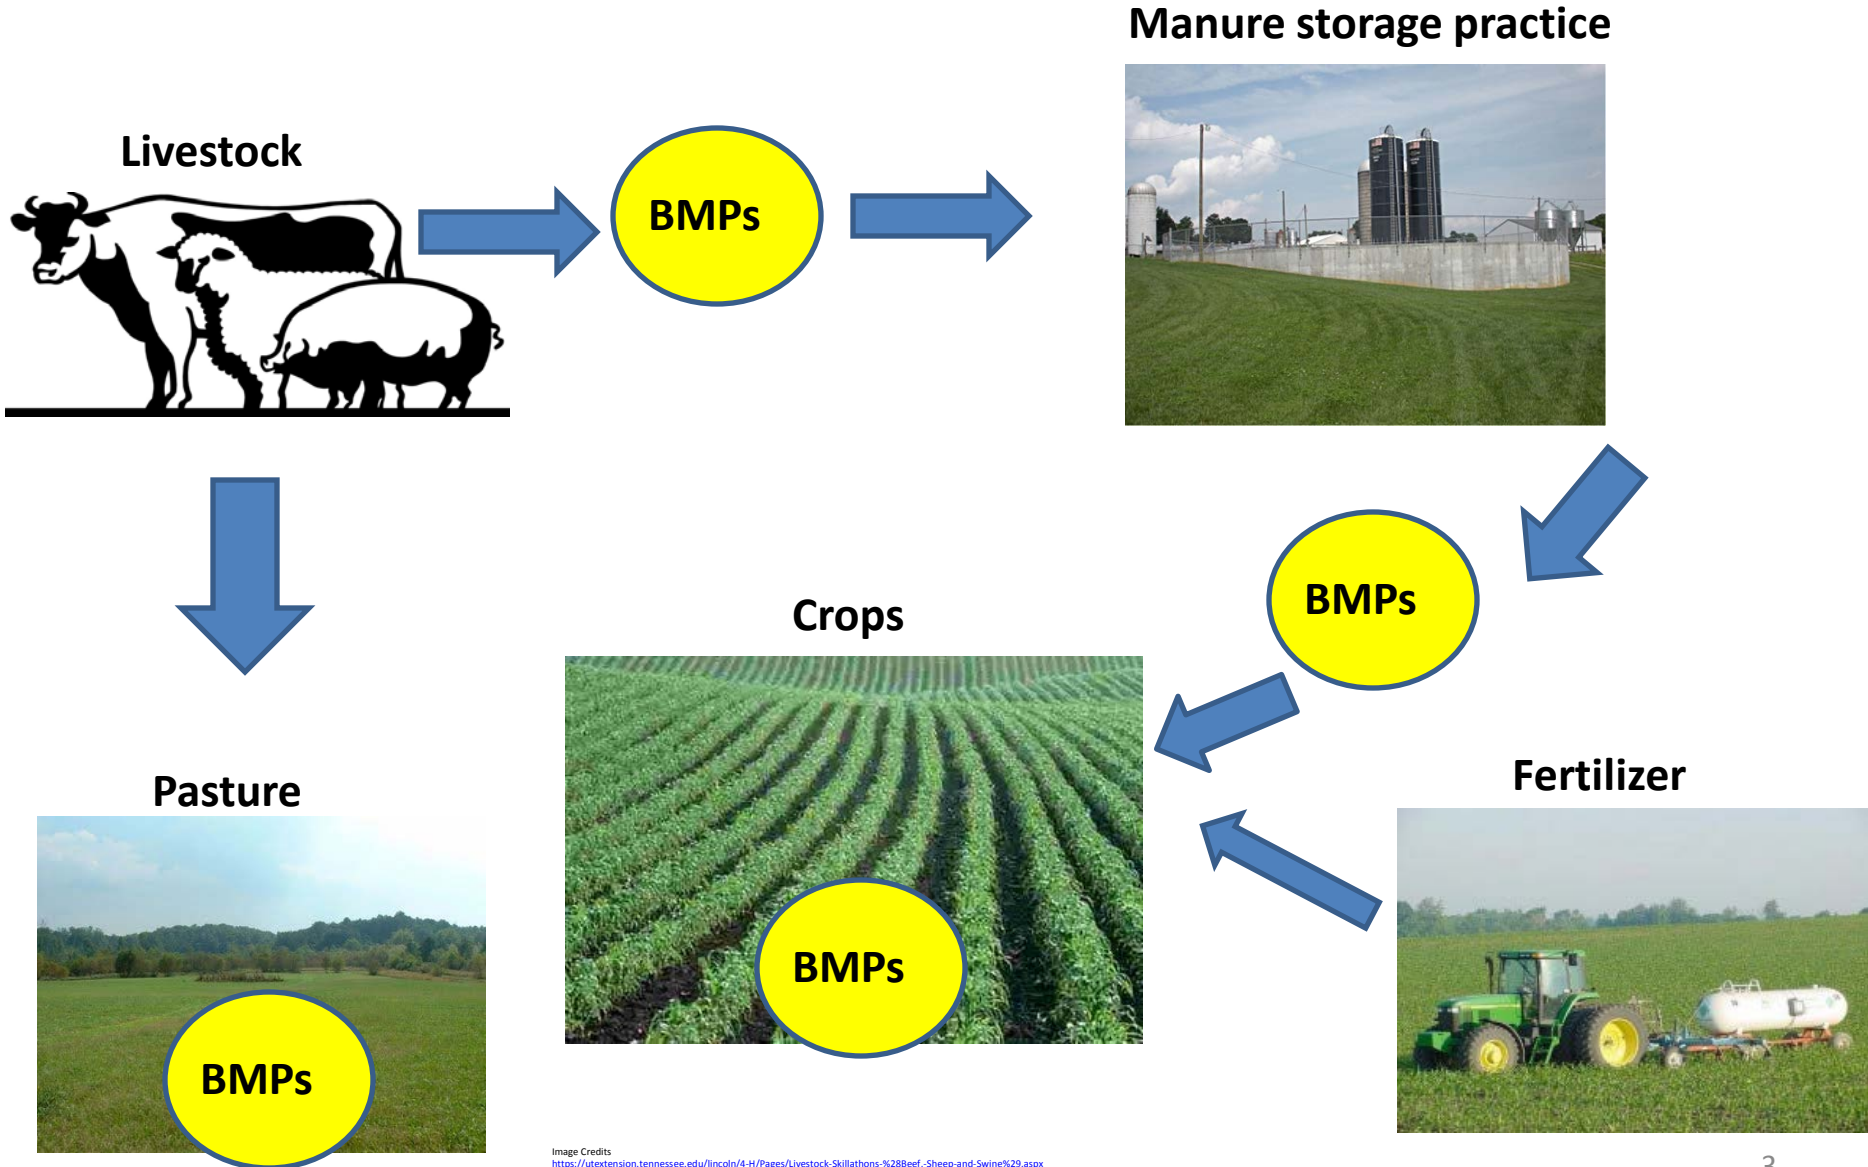 Manure storage practice
Livestock
BMPs
BMPs
Crops
Pasture
Fertilizer
BMPs
BMPs
Image Credits
https://utextension.tennessee.edu/lincoln/4-H/Pages/Livestock-Skillathons-%28Beef,-Sheep-and-Swine%29.aspx
3